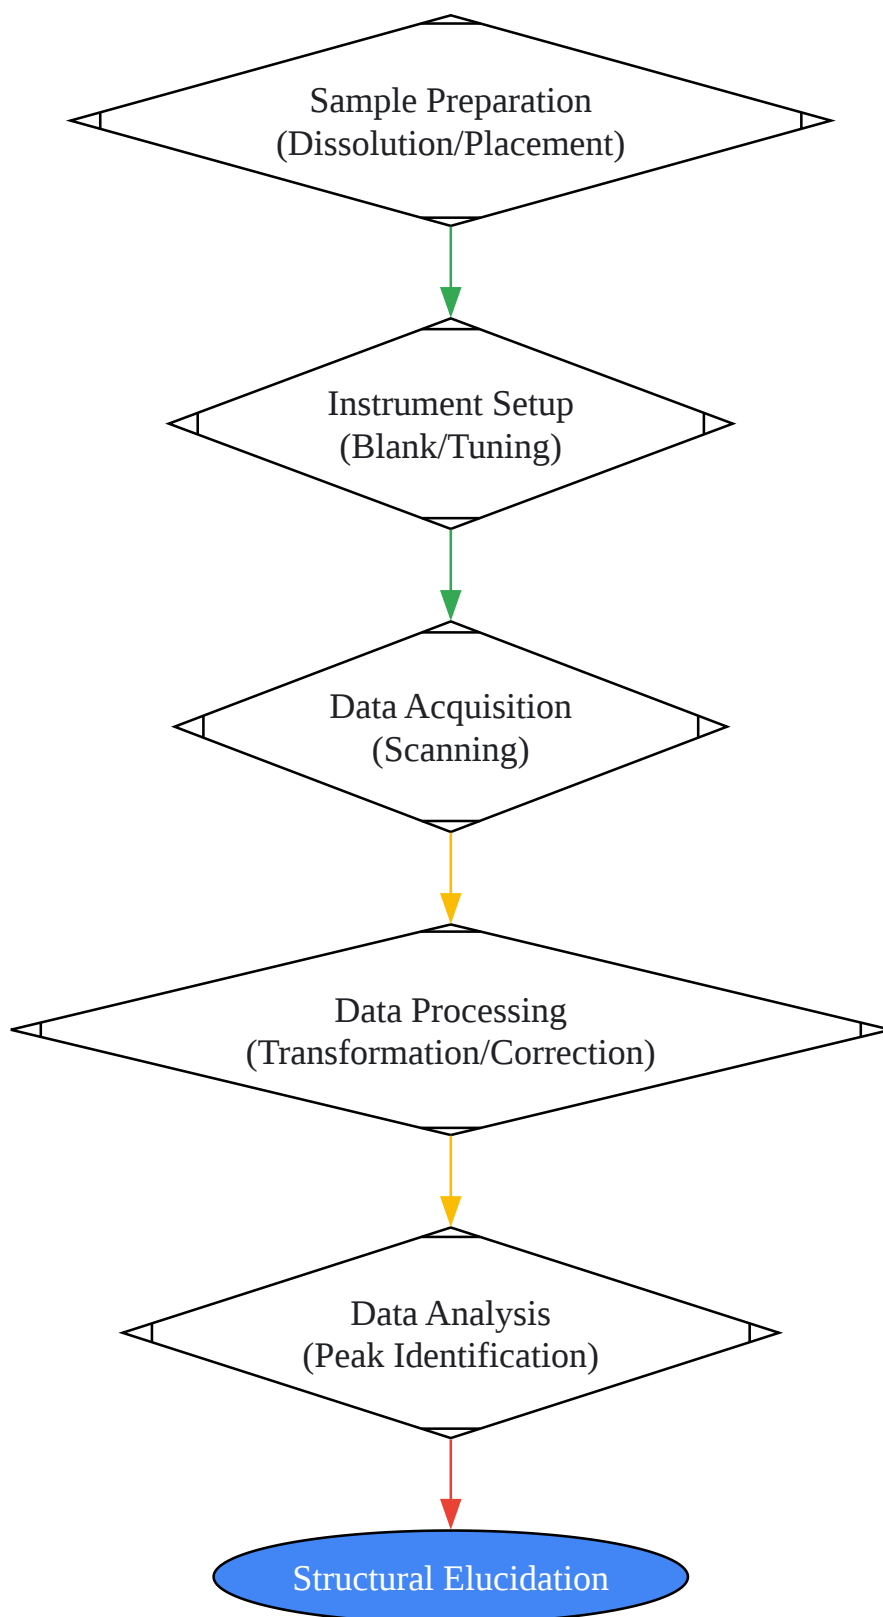 Sample Preparation
(Dissolution/Placement)
Instrument Setup
(Blank/Tuning)
Data Acquisition
(Scanning)
Data Processing
(Transformation/Correction)
Data Analysis
(Peak Identification)
Structural Elucidation